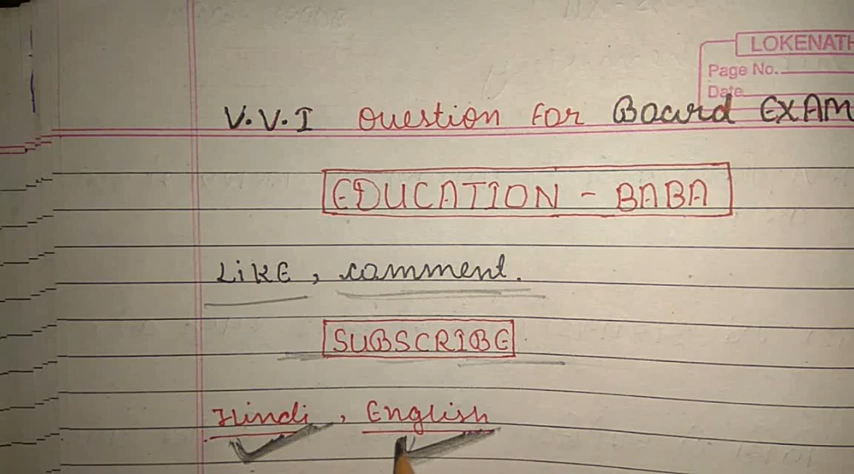 LOKENATH
Page No.
Date
V.V.I Question For Board EXAM
EDUCATION - BABA
LiKE, comment.
SUBSCRIBE
Hindi, English